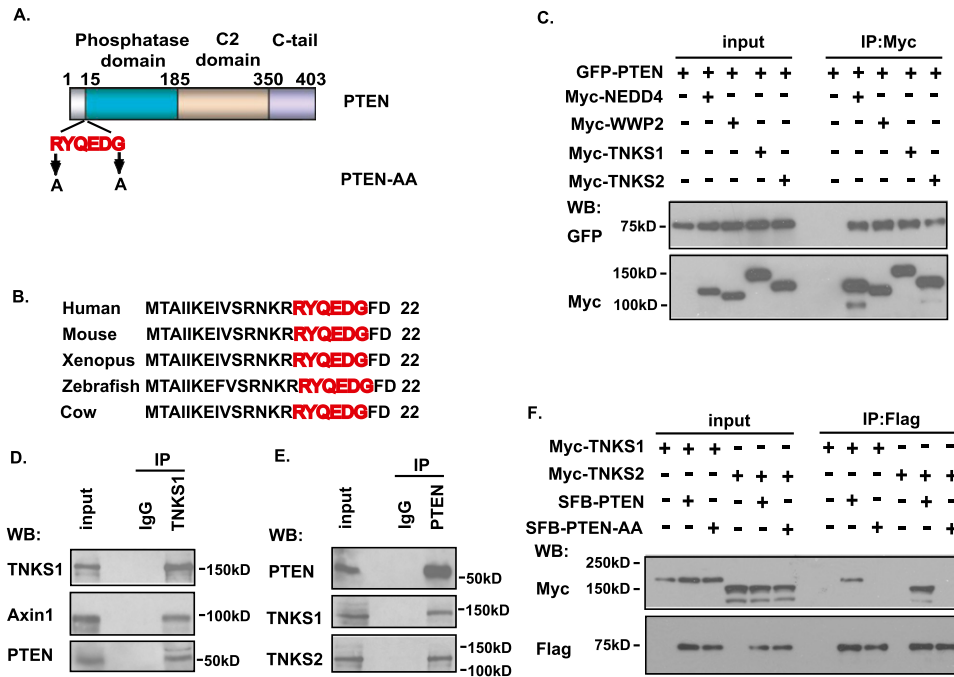 A.
Phosphatase domain
C2 domain
C-tail
1 15 185 350 403
PTEN
RYQEDG
A A
PTEN-AA
B.
Human MTAIIKEIVSRNKRRYQEDGFD 22
Mouse MTAIIKEIVSRNKRRYQEDGFD 22
Xenopus MTAIIKEIVSRNKRRYQEDGFD 22
Zebrafish MTAIIKEFVSRNKRRYQEDGFD 22
Cow MTAIIKEIVSRNKRRYQEDGFD 22
C.
input IP:Myc
GFP-PTEN + + + + + + + + + +
Myc-NEDD4 - + - - - - + - - -
Myc-WWP2 - - + - - - - + - -
Myc-TNKS1 - - - + - - - - + -
Myc-TNKS2 - - - - + - - - - +
WB:
GFP 75kD
150kD
Myc 100kD
D.
IP
input IgG TNKS1
WB:
TNKS1 150kD
Axin1 100kD
PTEN 50kD
E.
IP
input IgG PTEN
WB:
PTEN 50kD
TNKS1 150kD
TNKS2 150kD
100kD
F.
input IP:Flag
Myc-TNKS1 + + + - - - + + + - - -
Myc-TNKS2 - - - + + + - - - + + +
SFB-PTEN - + - - + - - + - - + -
SFB-PTEN-AA - - + - - + - - + - - +
WB:
250kD
Myc 150kD
Flag 75kD